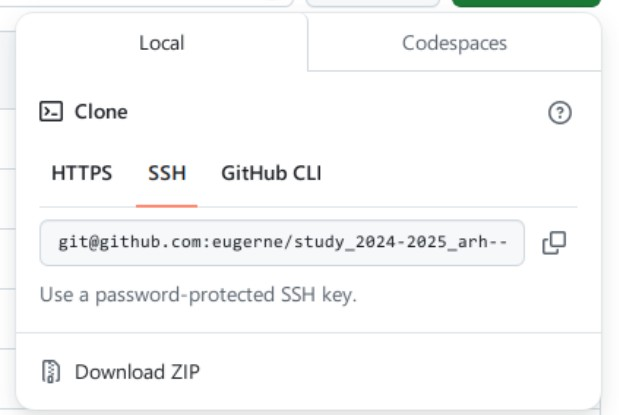 Local
Codespaces
Clone
HTTPS
SSH
GitHub CLI
git@github.com:eugerne/study_2024-2025_arh--
Use a password-protected SSH key.
Download ZIP